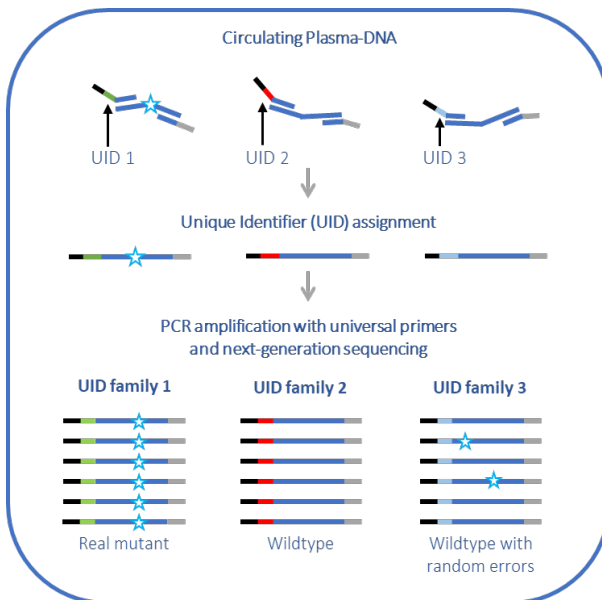 Circulating Plasma-DNA
UID 1
UID 2
UID 3
Unique Identifier (UID) assignment
PCR amplification with universal primers
and next-generation sequencing
UID family 1
UID family 2
UID family 3
Real mutant
Wildtype
Wildtype with
random errors